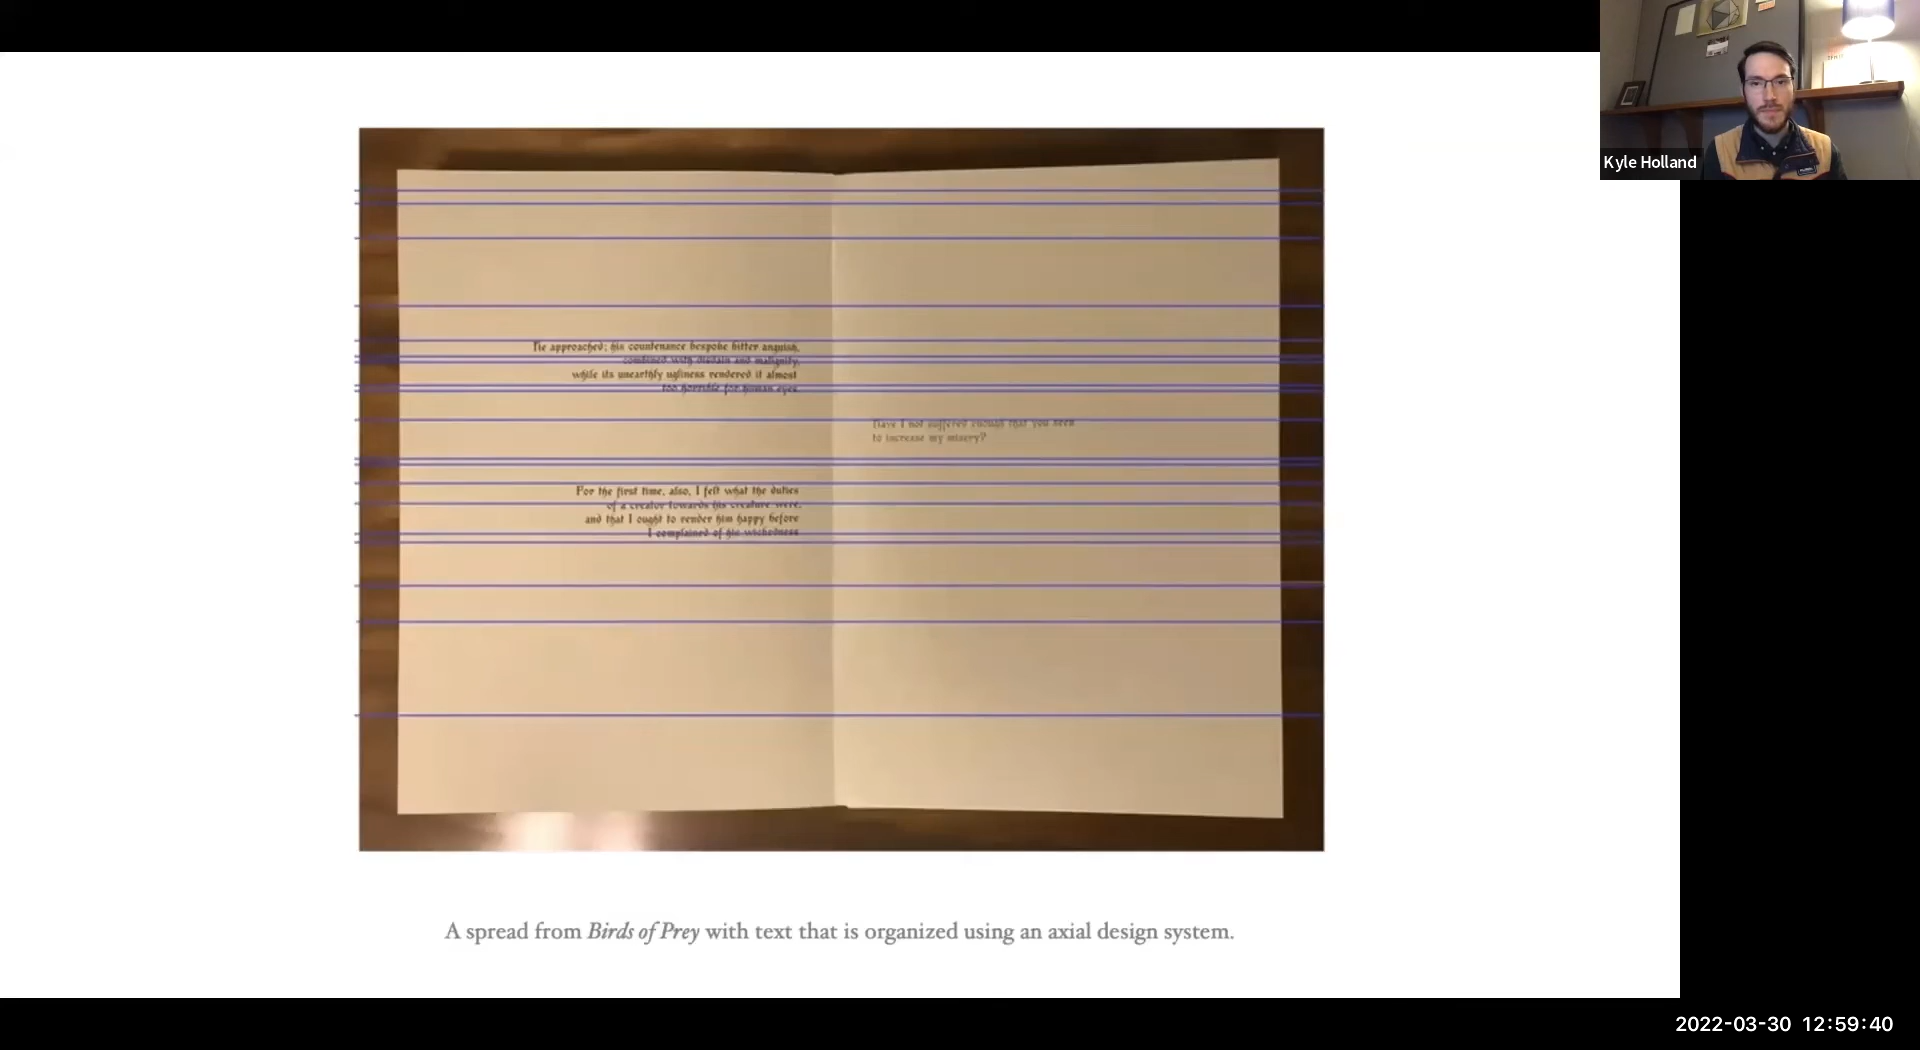 Kyle Holland
He approached; his countenance bespoke bitter anguish,
combined with disdain and malignity,
while its unearthly ugliness rendered it almost
too horrible for human eyes.
Have I not suffered enough that you seek
to increase my misery?
For the first time, also, I felt what the duties
of a creator towards his creature were,
and that I ought to render him happy before
I complained of his wickedness
A spread from Birds of Prey with text that is organized using an axial design system.
2022-03-30 12:59:40